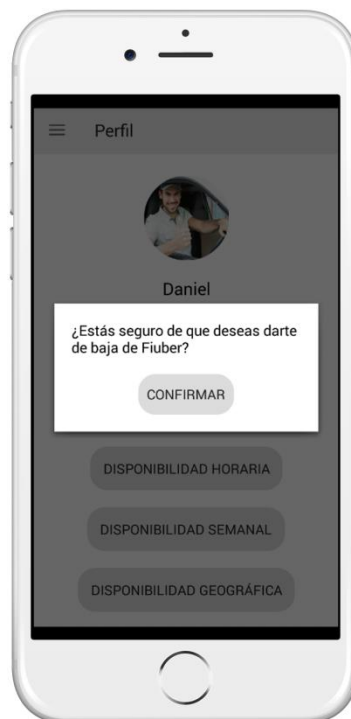 Perfil
Daniel
¿Estás seguro de que deseas darte
de baja de Fiuber?
CONFIRMAR
DISPONIBILIDAD HORARIA
DISPONIBILIDAD SEMANAL
DISPONIBILIDAD GEOGRÁFICA